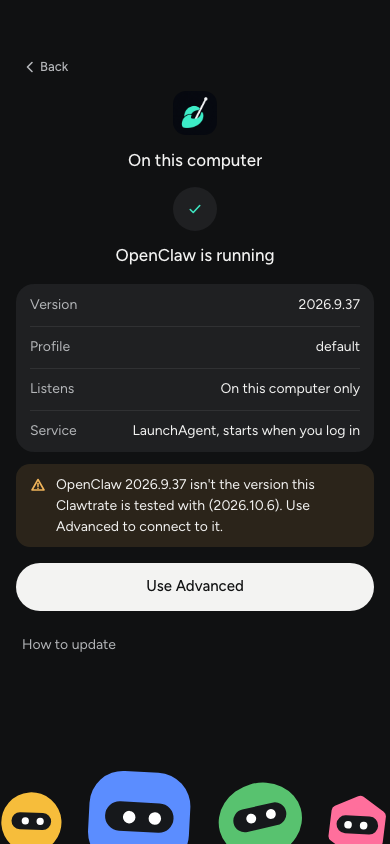 Back
On this computer
OpenClaw is running
Version 2026.9.37
Profile default
Listens On this computer only
Service LaunchAgent, starts when you log in
OpenClaw 2026.9.37 isn't the version this
Clawtrate is tested with (2026.10.6). Use
Advanced to connect to it.
Use Advanced
How to update